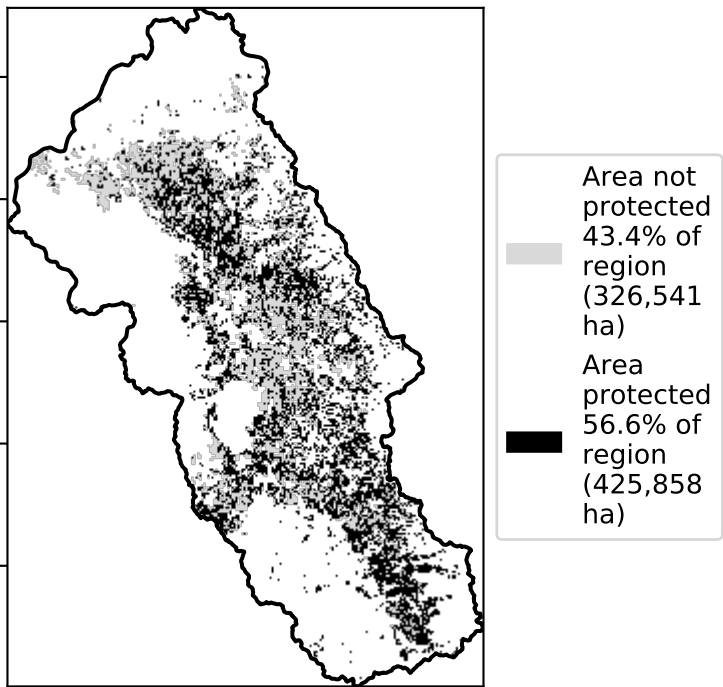 Area not
protected
43.4% of
region
(326,541
ha)
Area
protected
56.6% of
region
(425,858
ha)